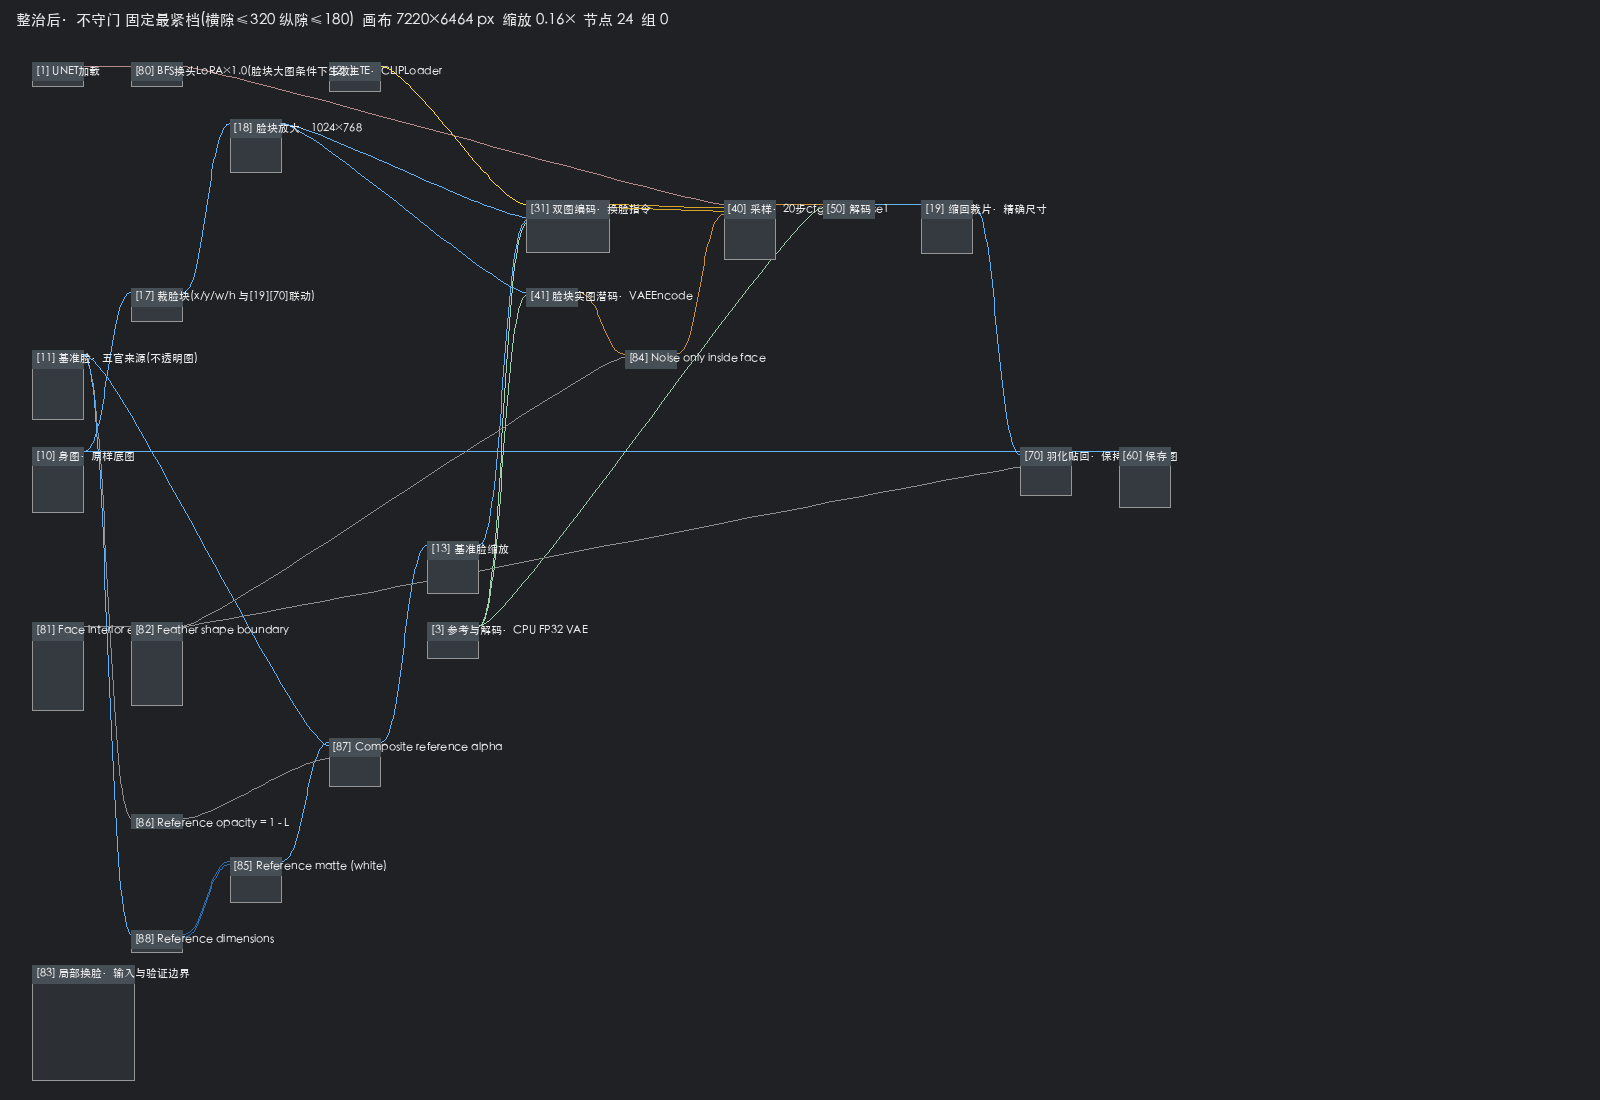 整治后· 不守门 固定最紧档(横隙≤320 纵隙≤180) 画布 7220×6464 px 缩放 0.16× 节点 24 组 0
[1] UNET加载
[80] BFS换头LoRA×1.0(脸块大图条件下生效
TE· CLIPLoader
[18] 脸块放大· 1024×768
[31] 双图编码· 换脸指令
[40] 采样· 20步cfg
[50] 解码
e1
[19] 缩回裁片· 精确尺寸
[17] 裁脸块(x/y/w/h 与[19][70]联动)
[41] 脸块实图潜码· VAEEncode
[11] 基准脸· 五官来源(不透明图)
[84] Noise only inside face
[10] 身图· 原样底图
[70] 羽化贴回· 保持
[60] 保存
图
[13] 基准脸缩放
[81] Face interior e
[82] Feather shape boundary
[3] 参考与解码· CPU FP32 VAE
[87] Composite reference alpha
[86] Reference opacity = 1 - L
[85] Reference matte (white)
[88] Reference dimensions
[83] 局部换脸· 输入与验证边界